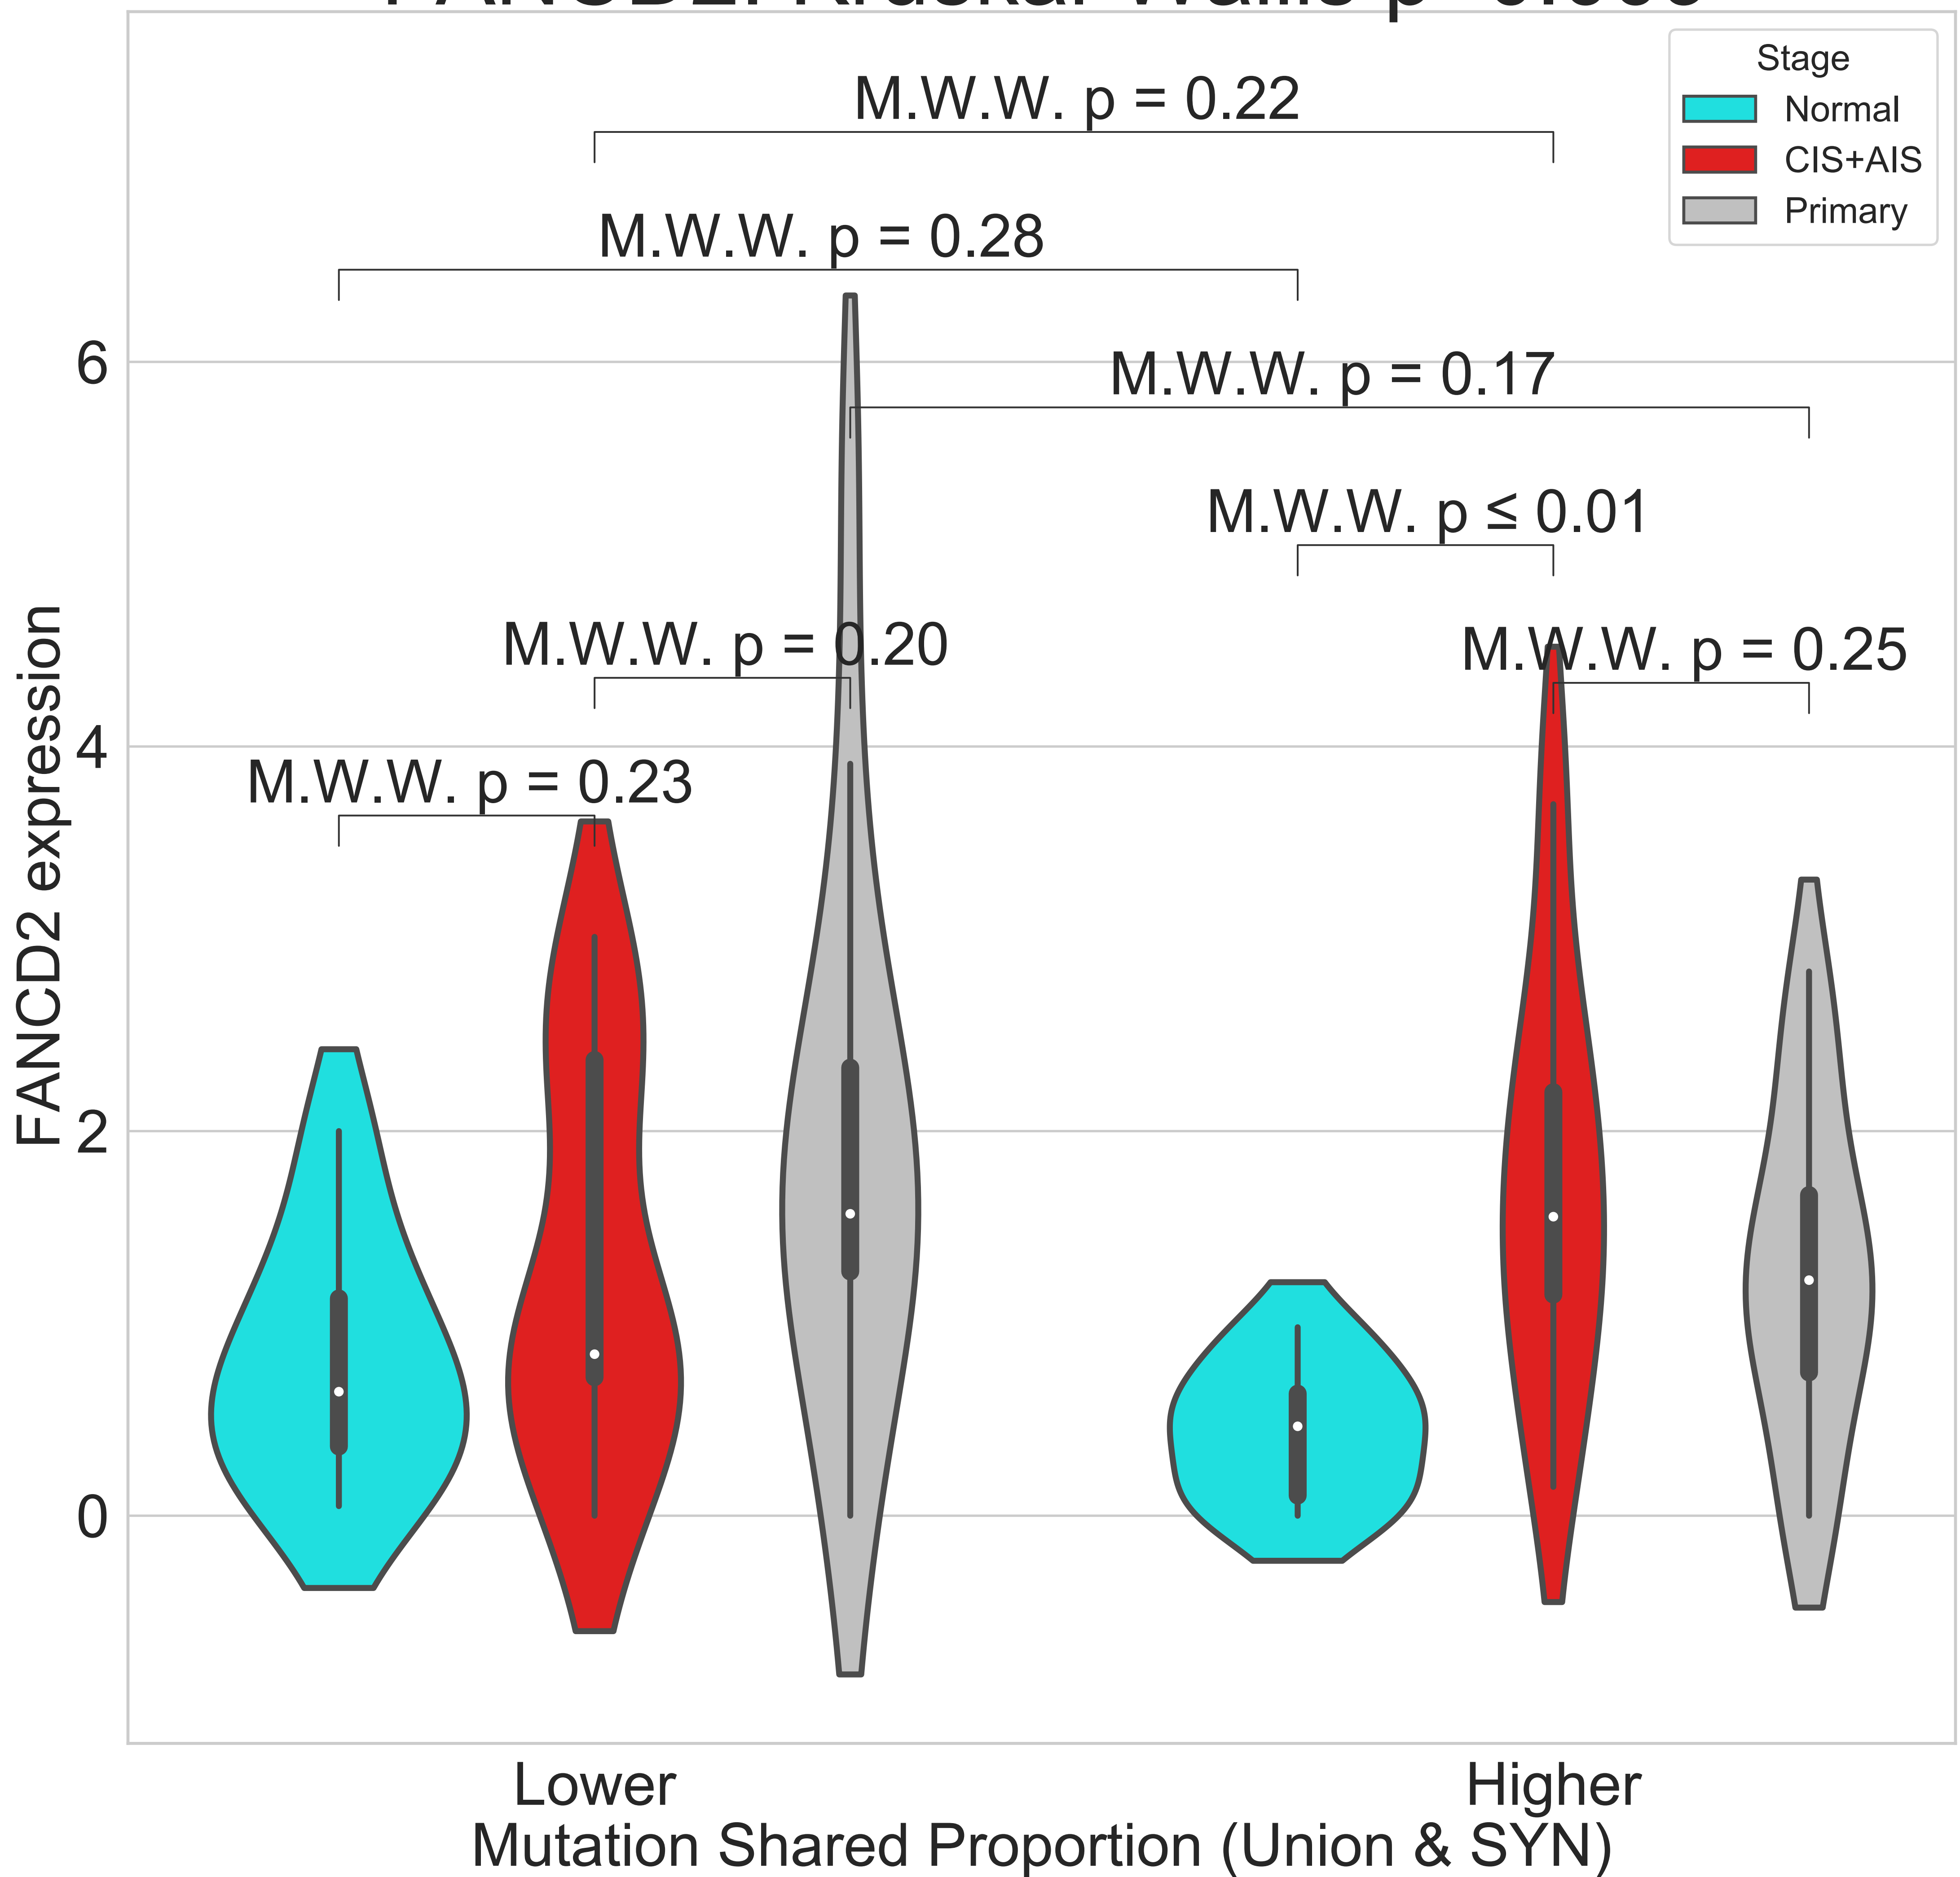 Stage
Normal
CIS+AIS
Primary
M.W.W. p = 0.22
M.W.W. p = 0.28
M.W.W. p = 0.17
M.W.W. p ≤ 0.01
M.W.W. p = 0.20
M.W.W. p = 0.25
M.W.W. p = 0.23
FANCD2 expression
6
4
2
0
Lower
Higher
Mutation Shared Proportion (Union & SYN)